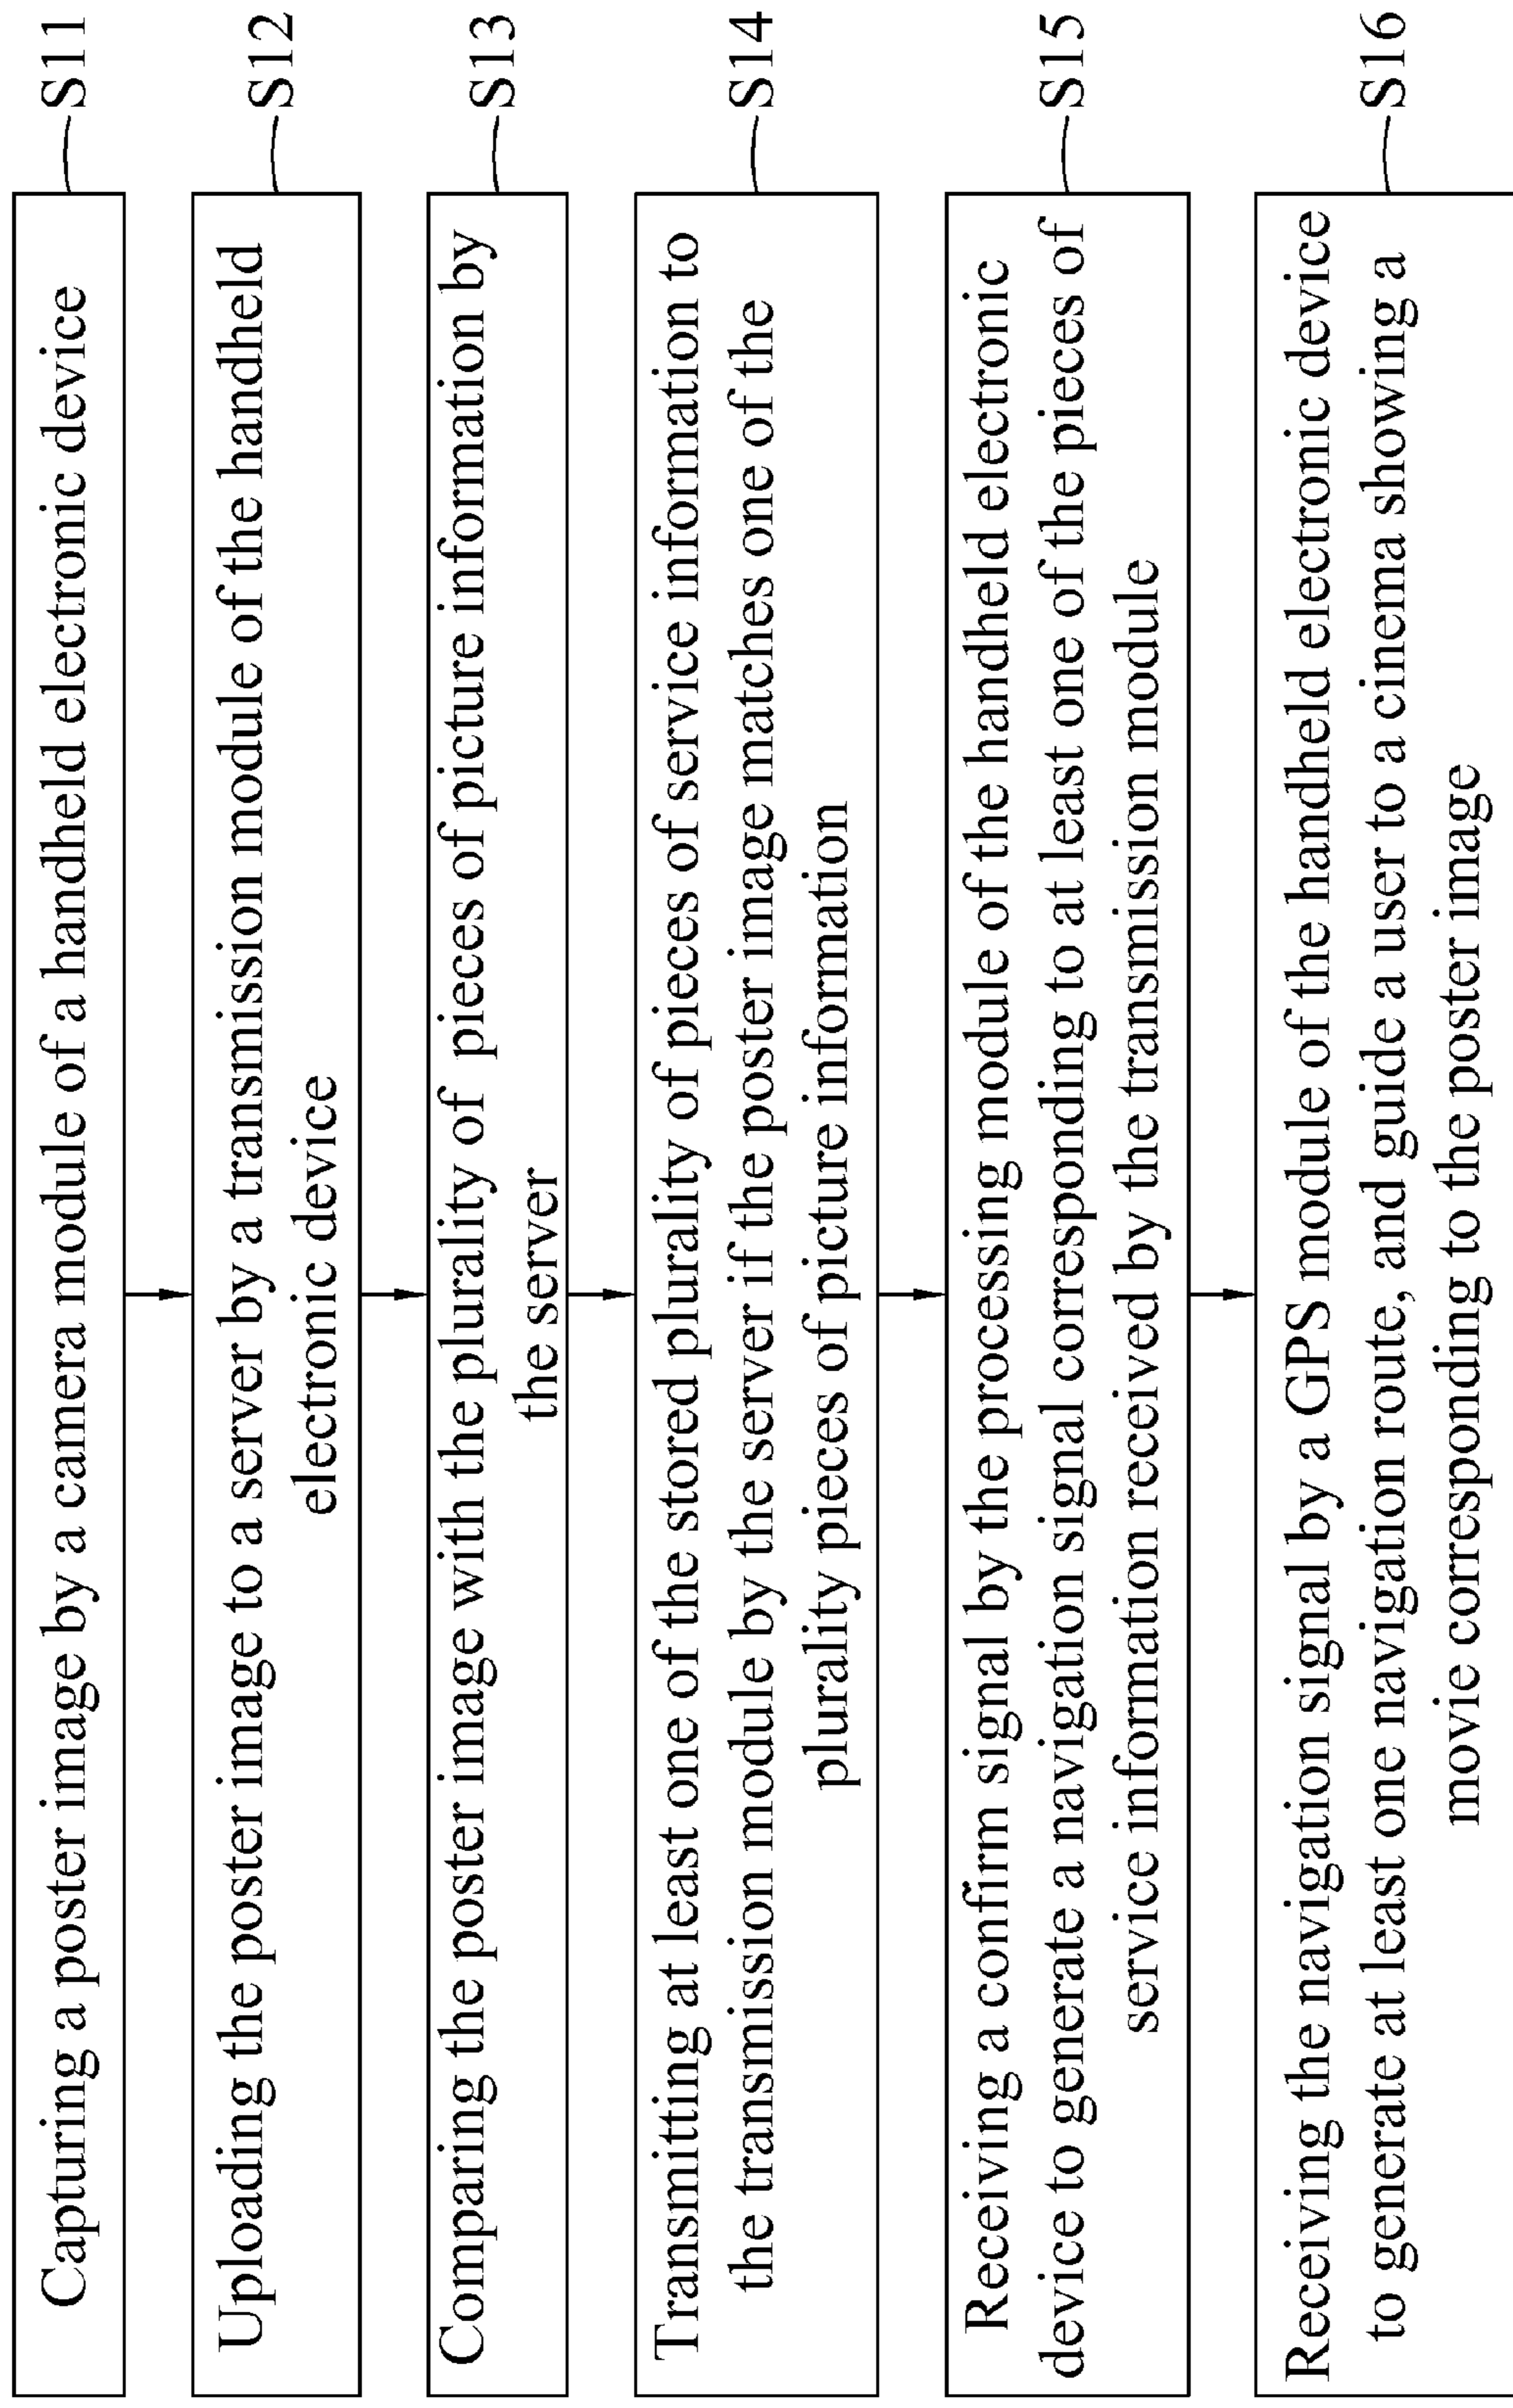 Capturing a poster image by a camera module of a handheld electronic device
S11
Uploading the poster image to a server by a transmission module of the handheld
electronic device
S12
Comparing the poster image with the plurality of pieces of picture information by
the server
S13
Transmitting at least one of the stored plurality of pieces of service information to
the transmission module by the server if the poster image matches one of the
plurality pieces of picture information
S14
Receiving a confirm signal by the processing module of the handheld electronic
device to generate a navigation signal corresponding to at least one of the pieces of
service information received by the transmission module
S15
Receiving the navigation signal by a GPS module of the handheld electronic device
to generate at least one navigation route, and guide a user to a cinema showing a
movie corresponding to the poster image
S16